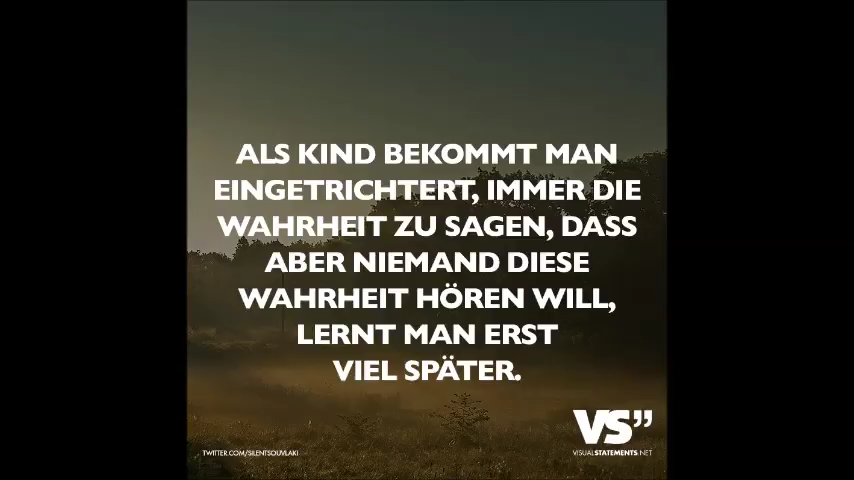 ALS KIND BEKOMMT MAN
EINGETRICHTERT, IMMER DIE
WAHRHEIT ZU SAGEN, DASS
ABER NIEMAND DIESE
WAHRHEIT HÖREN WILL,
LERNT MAN ERST
VIEL SPÄTER.
VS”
TWITTER.COM/SILENTSOUVLAKI
VISUALSTATEMENTS.NET